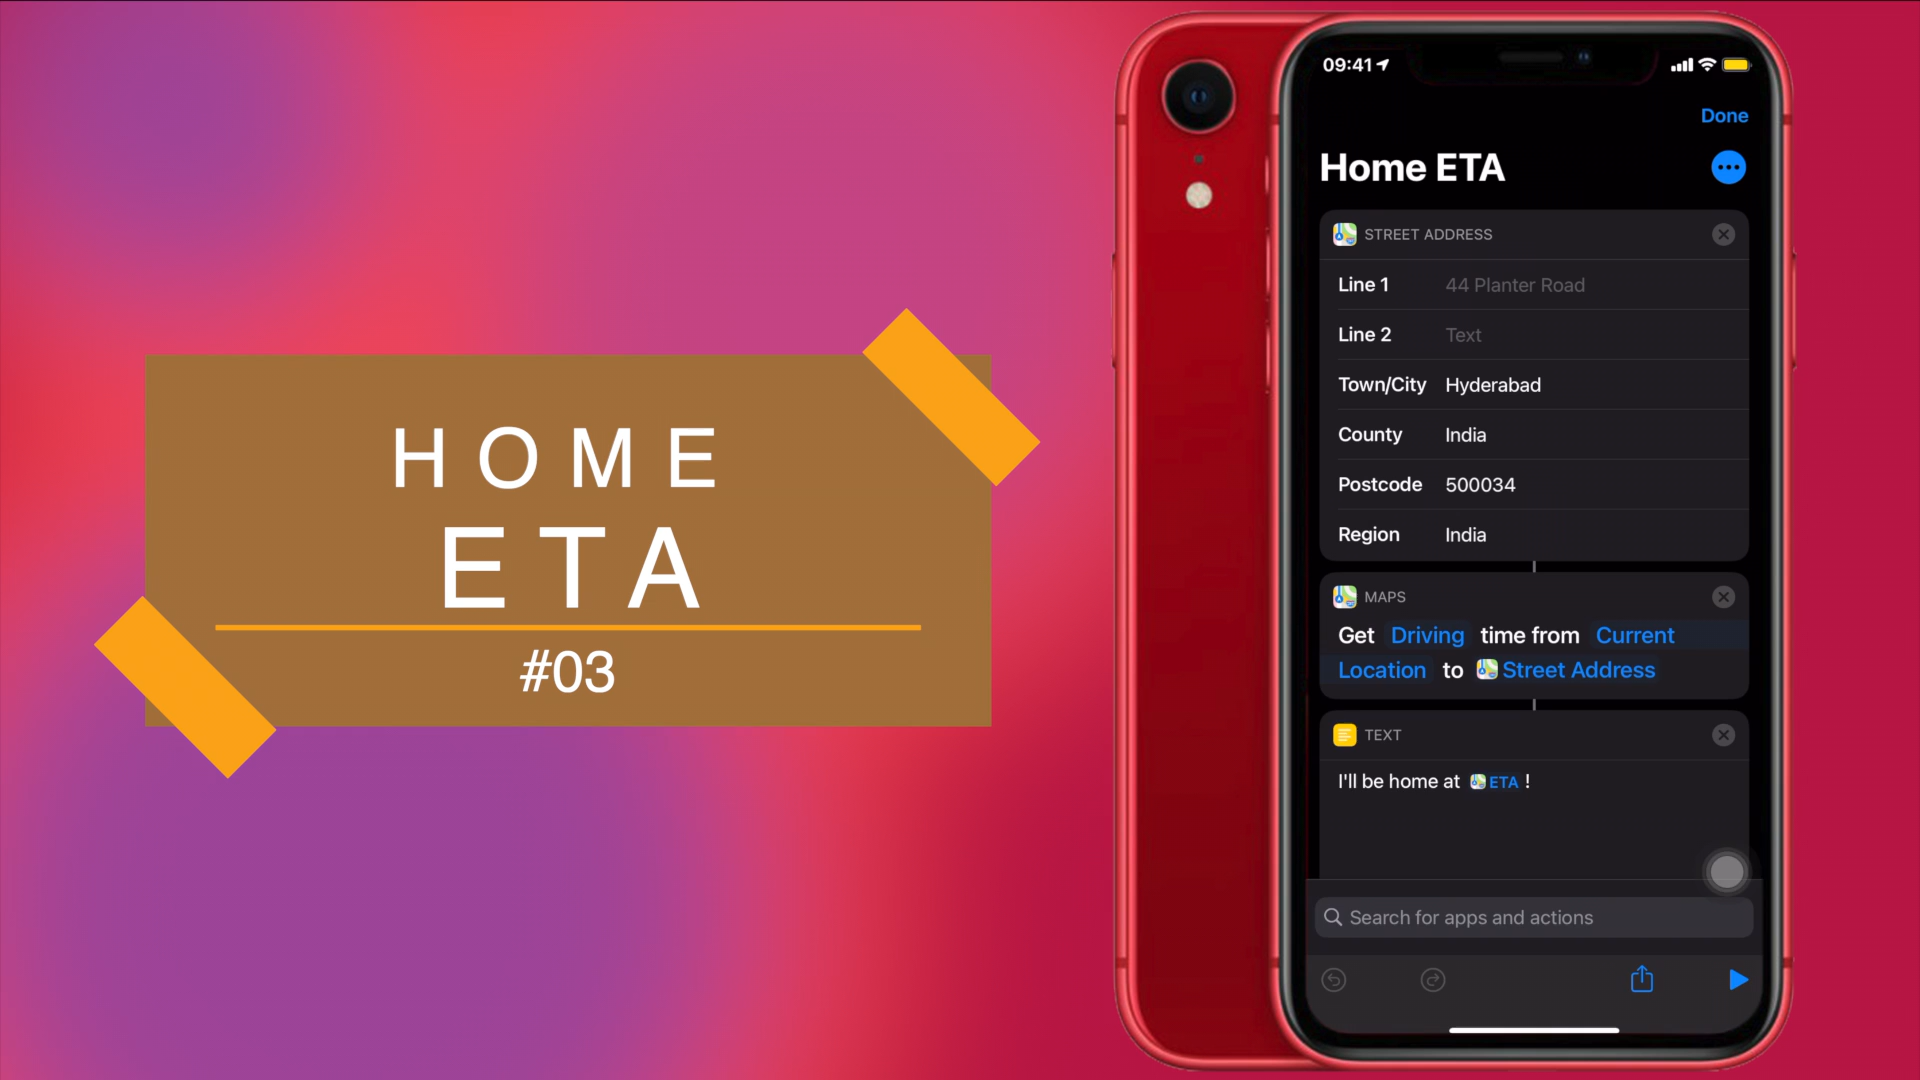 HOME
ETA
#03
09:41
Done
Home ETA
STREET ADDRESS
Line 1 44 Planter Road
Line 2 Text
Town/City Hyderabad
County India
Postcode 500034
Region India
MAPS
Get Driving time from Current
Location to Street Address
TEXT
I'll be home at ETA !
Search for apps and actions